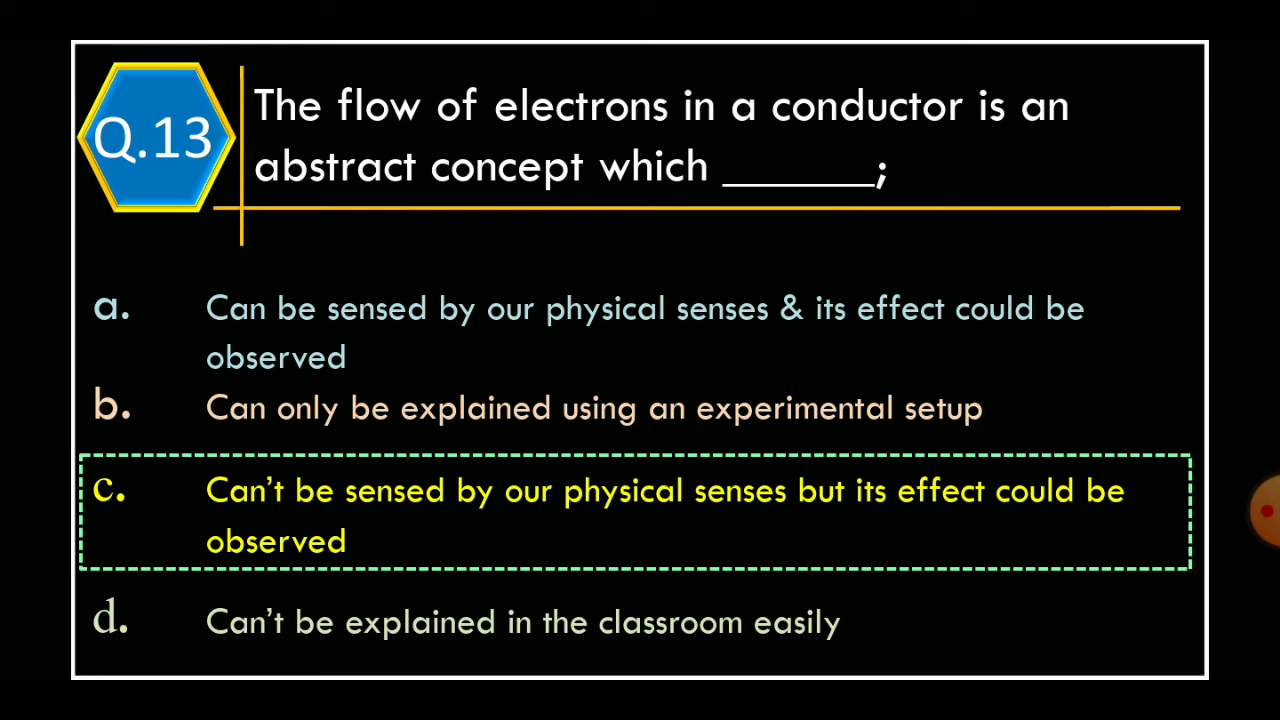 Q.13
The flow of electrons in a conductor is an
abstract concept which _______;
a. Can be sensed by our physical senses & its effect could be
observed
b. Can only be explained using an experimental setup
c. Can't be sensed by our physical senses but its effect could be
observed
d. Can't be explained in the classroom easily